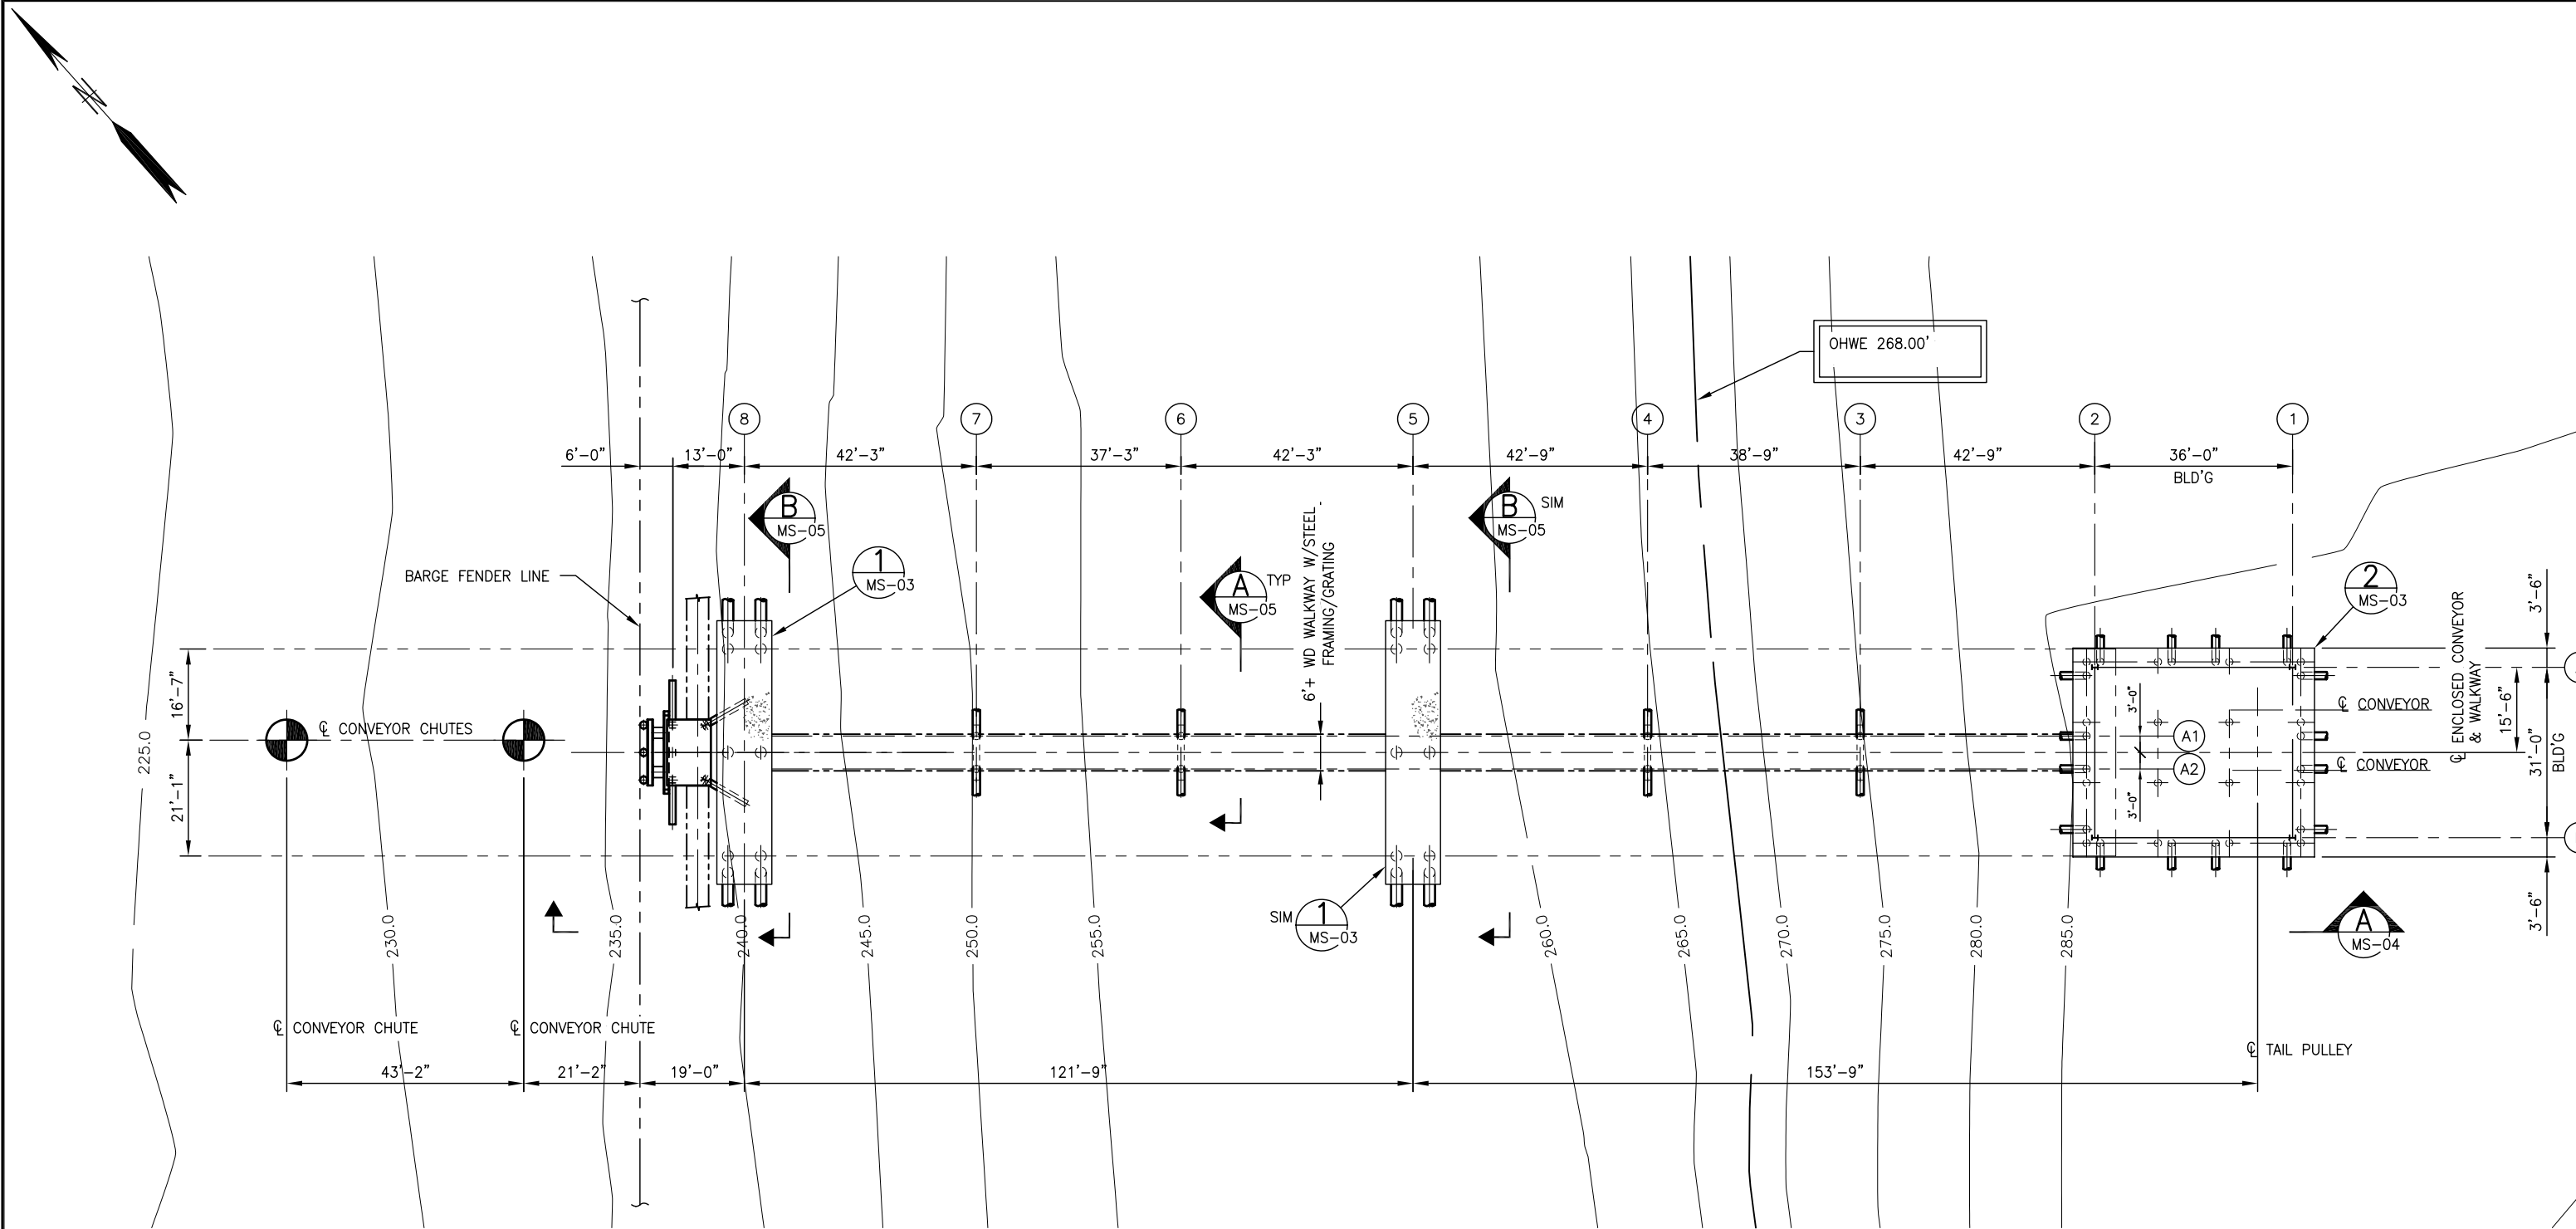 N
OHWE 268.00'
8
7
6
5
4
3
2
1
6'-0"
13'-0"
42'-3"
37'-3"
42'-3"
42'-9"
38'-9"
42'-9"
36'-0"
BLD'G
B
MS-05
B
MS-05
SIM
1
MS-03
A
MS-05
TYP
6'+ WD WALKWAY W/STEEL
FRAMING/GRATING
BARGE FENDER LINE
2
MS-03
ENCLOSED CONVEYOR
& WALKWAY
3'-6"
16'-7"
21'-1"
℄ CONVEYOR CHUTES
A1
A2
3'-0"
3'-0"
℄ CONVEYOR
℄ CONVEYOR
℄
15'-6"
31'-0"
BLD'G
3'-6"
SIM
1
MS-03
A
MS-04
225.0
230.0
235.0
240.0
245.0
250.0
255.0
260.0
265.0
270.0
275.0
280.0
285.0
℄ CONVEYOR CHUTE
℄ CONVEYOR CHUTE
℄ TAIL PULLEY
43'-2"
21'-2"
19'-0"
121'-9"
153'-9"